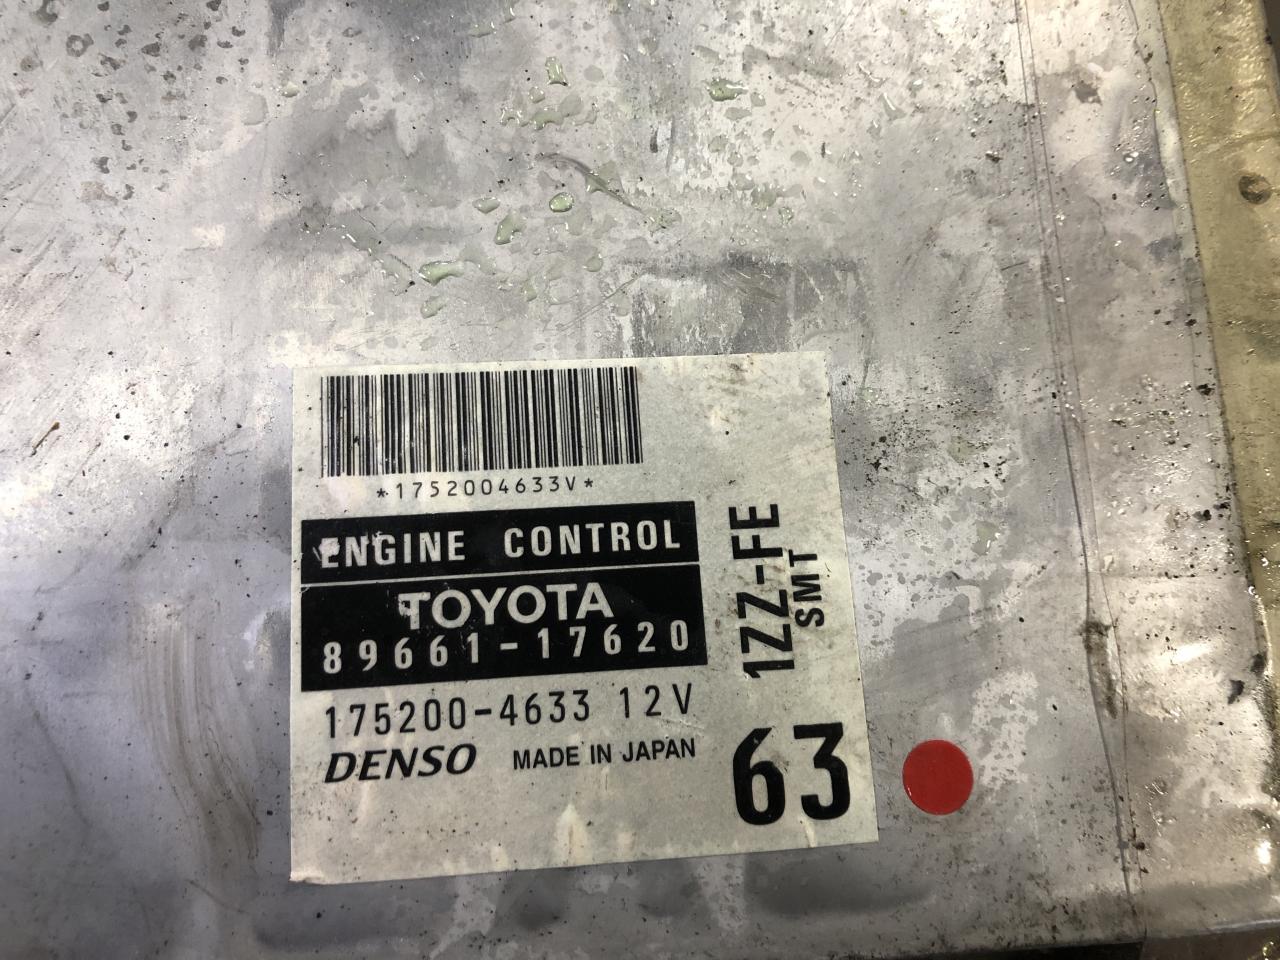 *1752004633V*
ENGINE CONTROL
TOYOTA
89661-17620
175200-4633 12V
DENSO MADE IN JAPAN
1ZZ-FE
SMT
63